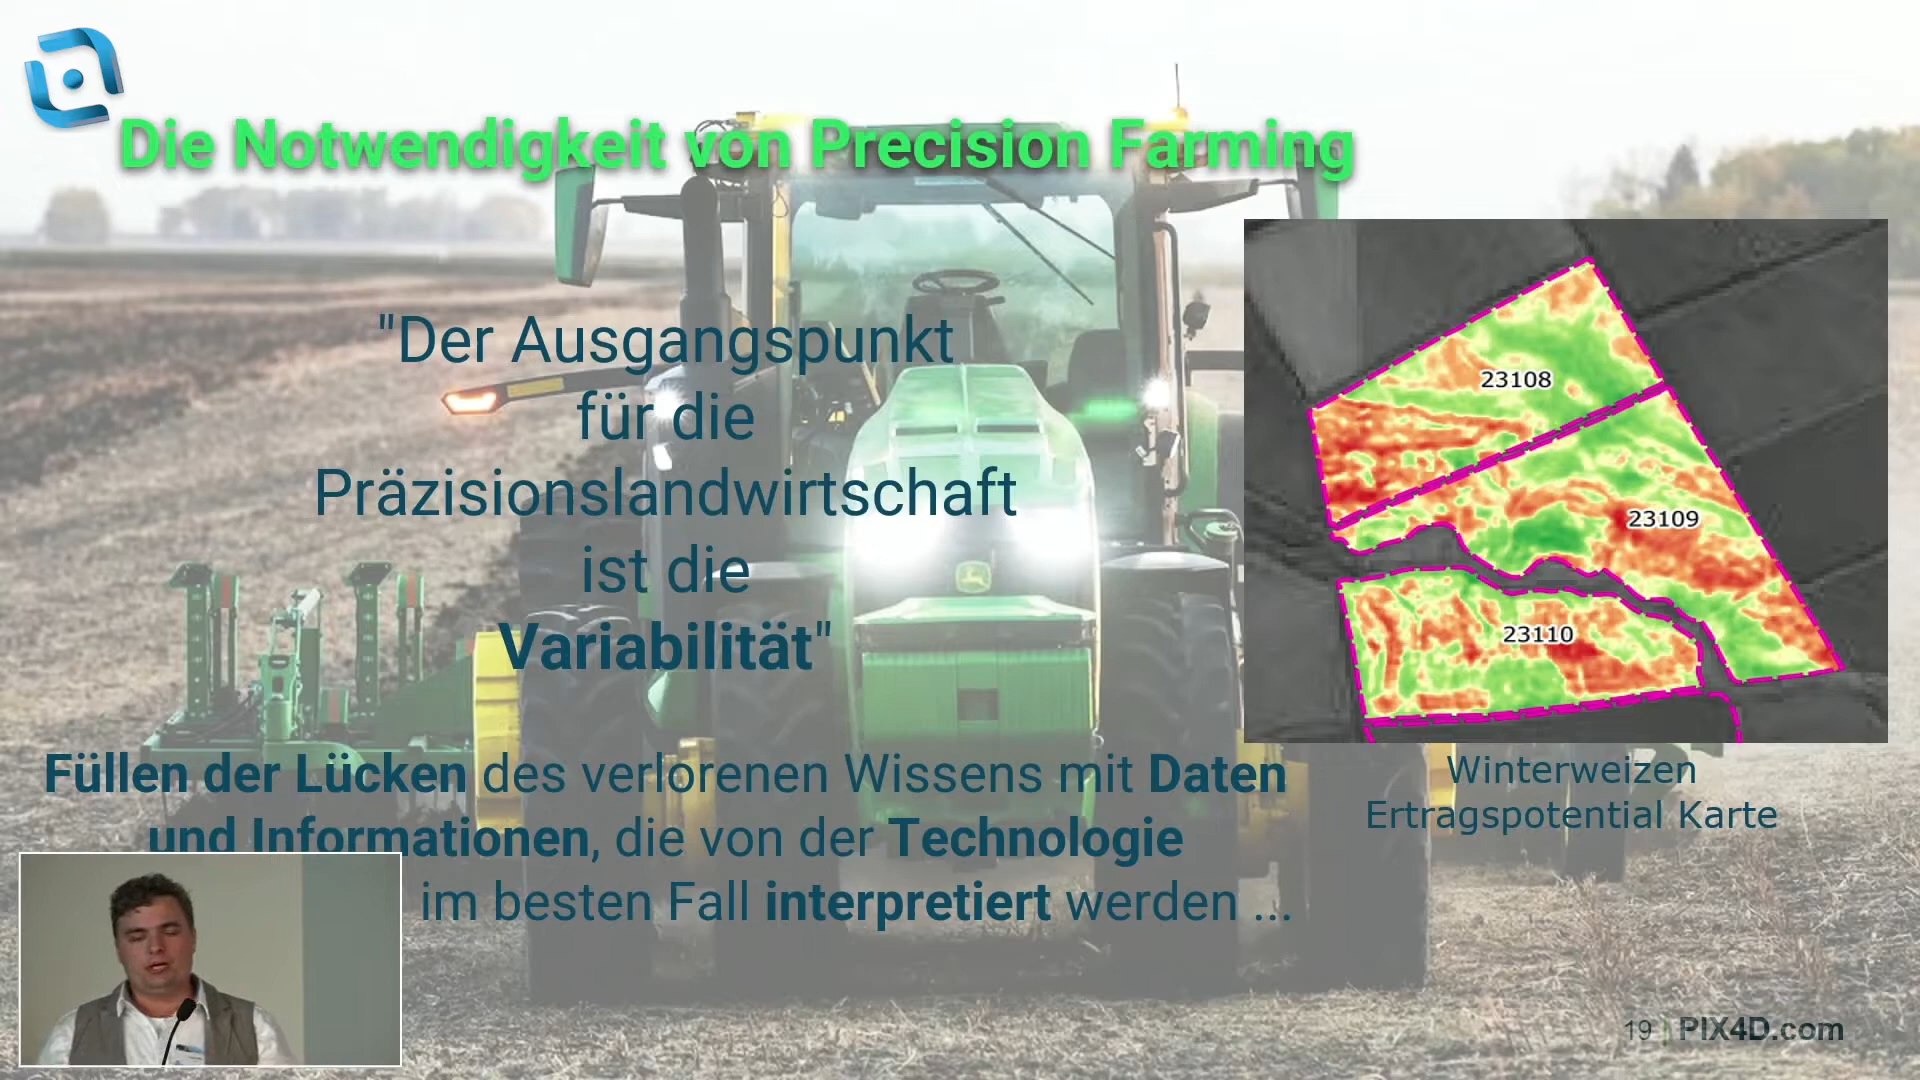 Die Notwendigkeit von Precision Farming
"Der Ausgangspunkt
für die
Präzisionslandwirtschaft
ist die
Variabilität"
23108
23109
23110
Winterweizen
Ertragspotential Karte
Füllen der Lücken des verlorenen Wissens mit Daten
und Informationen, die von der Technologie
im besten Fall interpretiert werden ...
19 | PIX4D.com